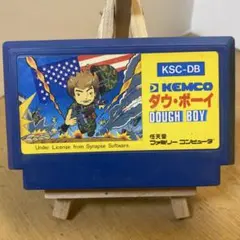 KSC-DB
KEMCO
ダウ・ボーイ
DOUGH BOY
任天堂
ファミリー コンピュータ
Under License from Synapse Software.